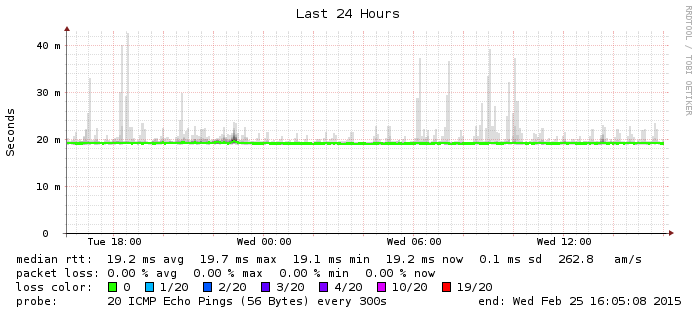 Last 24 Hours
RRDTOOL / TOBI OETIKER
Seconds
40 m
30 m
20 m
10 m
0
Tue 18:00 Wed 00:00 Wed 06:00 Wed 12:00
median rtt: 19.2 ms avg 19.7 ms max 19.1 ms min 19.2 ms now 0.1 ms sd 262.8 am/s
packet loss: 0.00 % avg 0.00 % max 0.00 % min 0.00 % now
loss color: 0 1/20 2/20 3/20 4/20 10/20 19/20
probe: 20 ICMP Echo Pings (56 Bytes) every 300s end: Wed Feb 25 16:05:08 2015